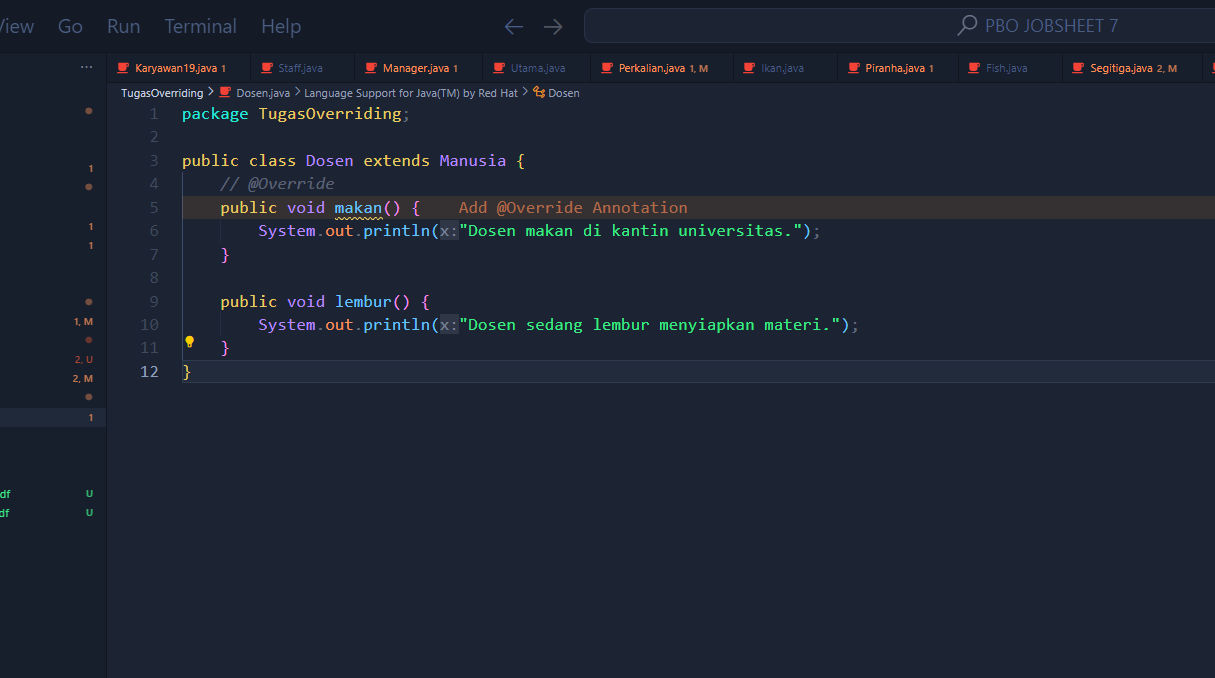 View Go Run Terminal Help PBO JOBSHEET 7
... Karyawan19.java 1 Staff.java Manager.java 1 Utama.java Perkalian.java 1, M Ikan.java Piranha.java 1 Fish.java Segitiga.java 2, M
TugasOverriding > Dosen.java > Language Support for Java(TM) by Red Hat > Dosen
1 package TugasOverriding;
2
3 public class Dosen extends Manusia {
4 // @Override
5 public void makan() { Add @Override Annotation
6 System.out.println(x:"Dosen makan di kantin universitas.");
7 }
8
9 public void lembur() {
10 System.out.println(x:"Dosen sedang lembur menyiapkan materi.");
11 }
12 }
1
1
1
1, M
2, U
2, M
1
df U
df U